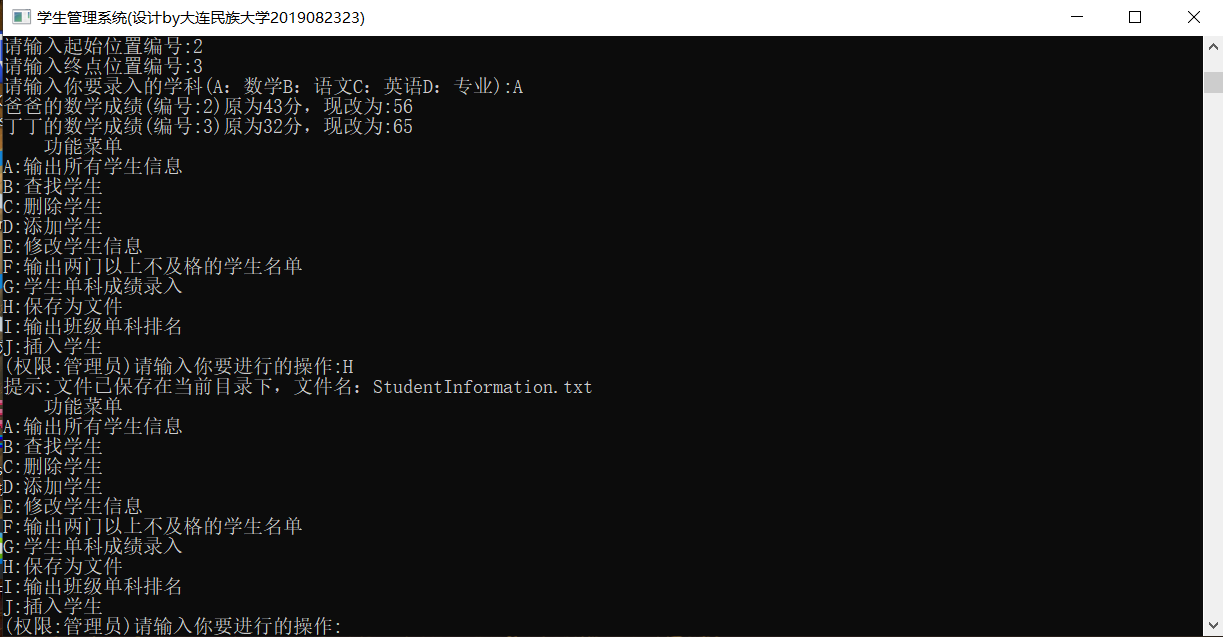 学生管理系统(设计by大连民族大学2019082323)
请输入起始位置编号:2
请输入终点位置编号:3
请输入你要录入的学科(A: 数学B: 语文C: 英语D: 专业):A
爸爸的数学成绩(编号:2)原为43分，现改为:56
丁丁的数学成绩(编号:3)原为32分，现改为:65
功能菜单
A:输出所有学生信息
B:查找学生
C:删除学生
D:添加学生
E:修改学生信息
F:输出两门以上不及格的学生名单
G:学生单科成绩录入
H:保存为文件
I:输出班级单科排名
J:插入学生
(权限:管理员)请输入你要进行的操作:H
提示:文件已保存在当前目录下，文件名：StudentInformation.txt
功能菜单
A:输出所有学生信息
B:查找学生
C:删除学生
D:添加学生
E:修改学生信息
F:输出两门以上不及格的学生名单
G:学生单科成绩录入
H:保存为文件
I:输出班级单科排名
J:插入学生
(权限:管理员)请输入你要进行的操作: